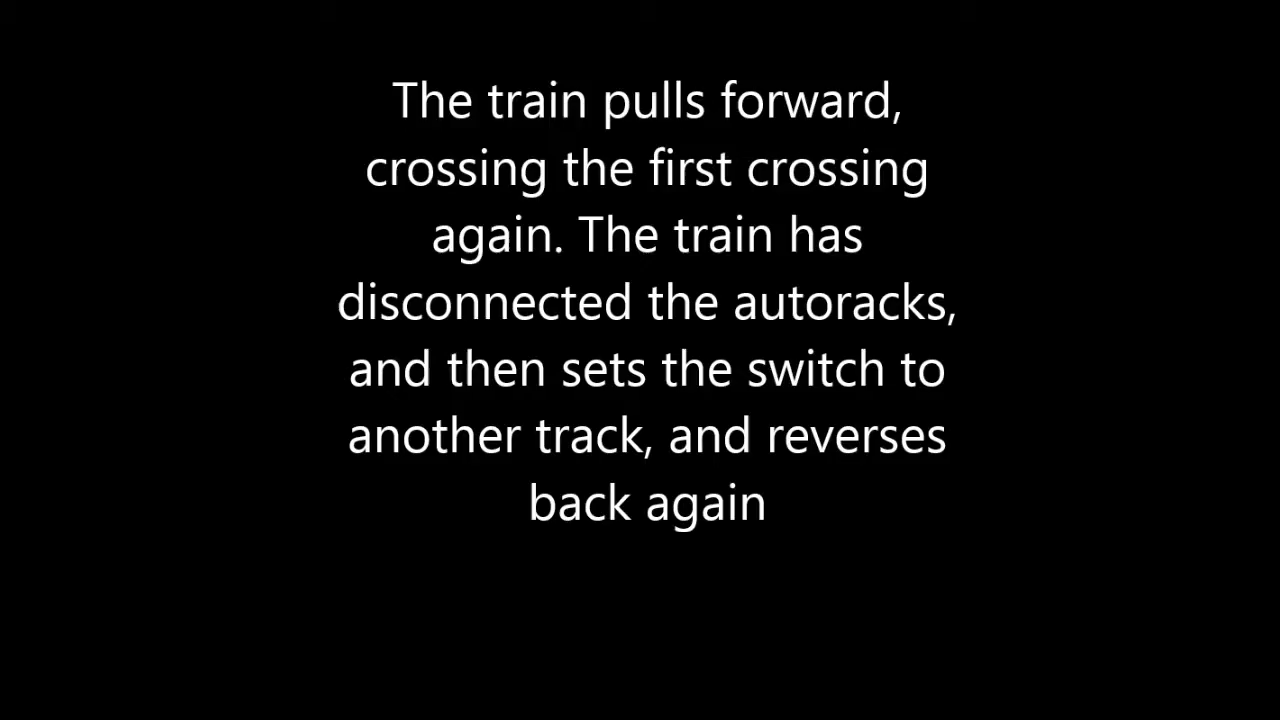 The train pulls forward,
crossing the first crossing
again. The train has
disconnected the autoracks,
and then sets the switch to
another track, and reverses
back again